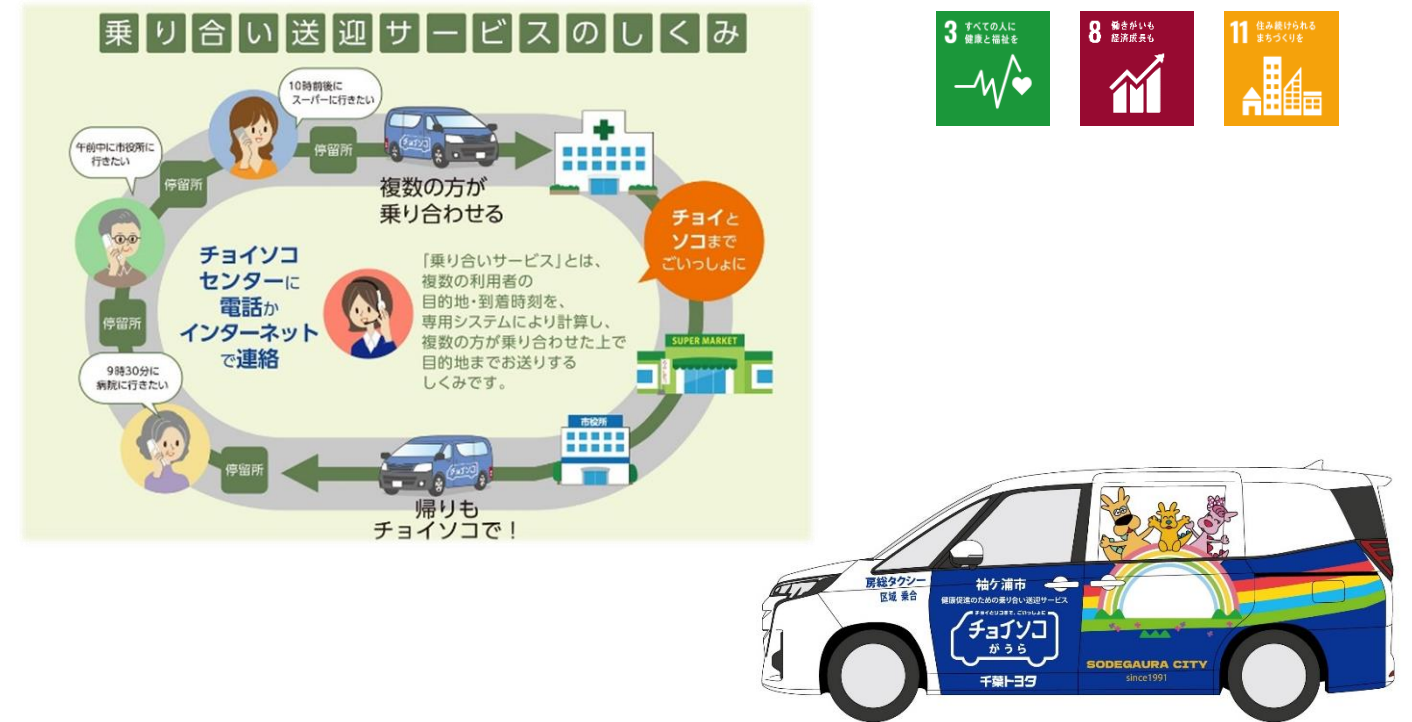 乗り合い送迎サービスのしくみ
10時前後に
スーパーに行きたい
停留所
チョイソコ
複数の方が
乗り合わせる
午前中に市役所に
行きたい
停留所
チョイと
ソコまで
ごいっしょに
チョイソコ
センターに
電話か
インターネット
で連絡
「乗り合いサービス」とは、
複数の利用者の
目的地・到着時刻を、
専用システムにより計算し、
複数の方が乗り合わせた上で
目的地までお送りする
しくみです。
停留所
SUPER MARKET
9時30分に
病院に行きたい
市役所
停留所
チョイソコ
帰りも
チョイソコで！
3 すべての人に
健康と福祉を
8 働きがいも
経済成長も
11 住み続けられる
まちづくりを
房総タクシー
区域 乗合
袖ケ浦市
健康促進のための乗り合い送迎サービス
チョイとソコまで、ごいっしょに
チョイソコ
がうら
千葉トヨタ
SODEGAURA CITY
since1991